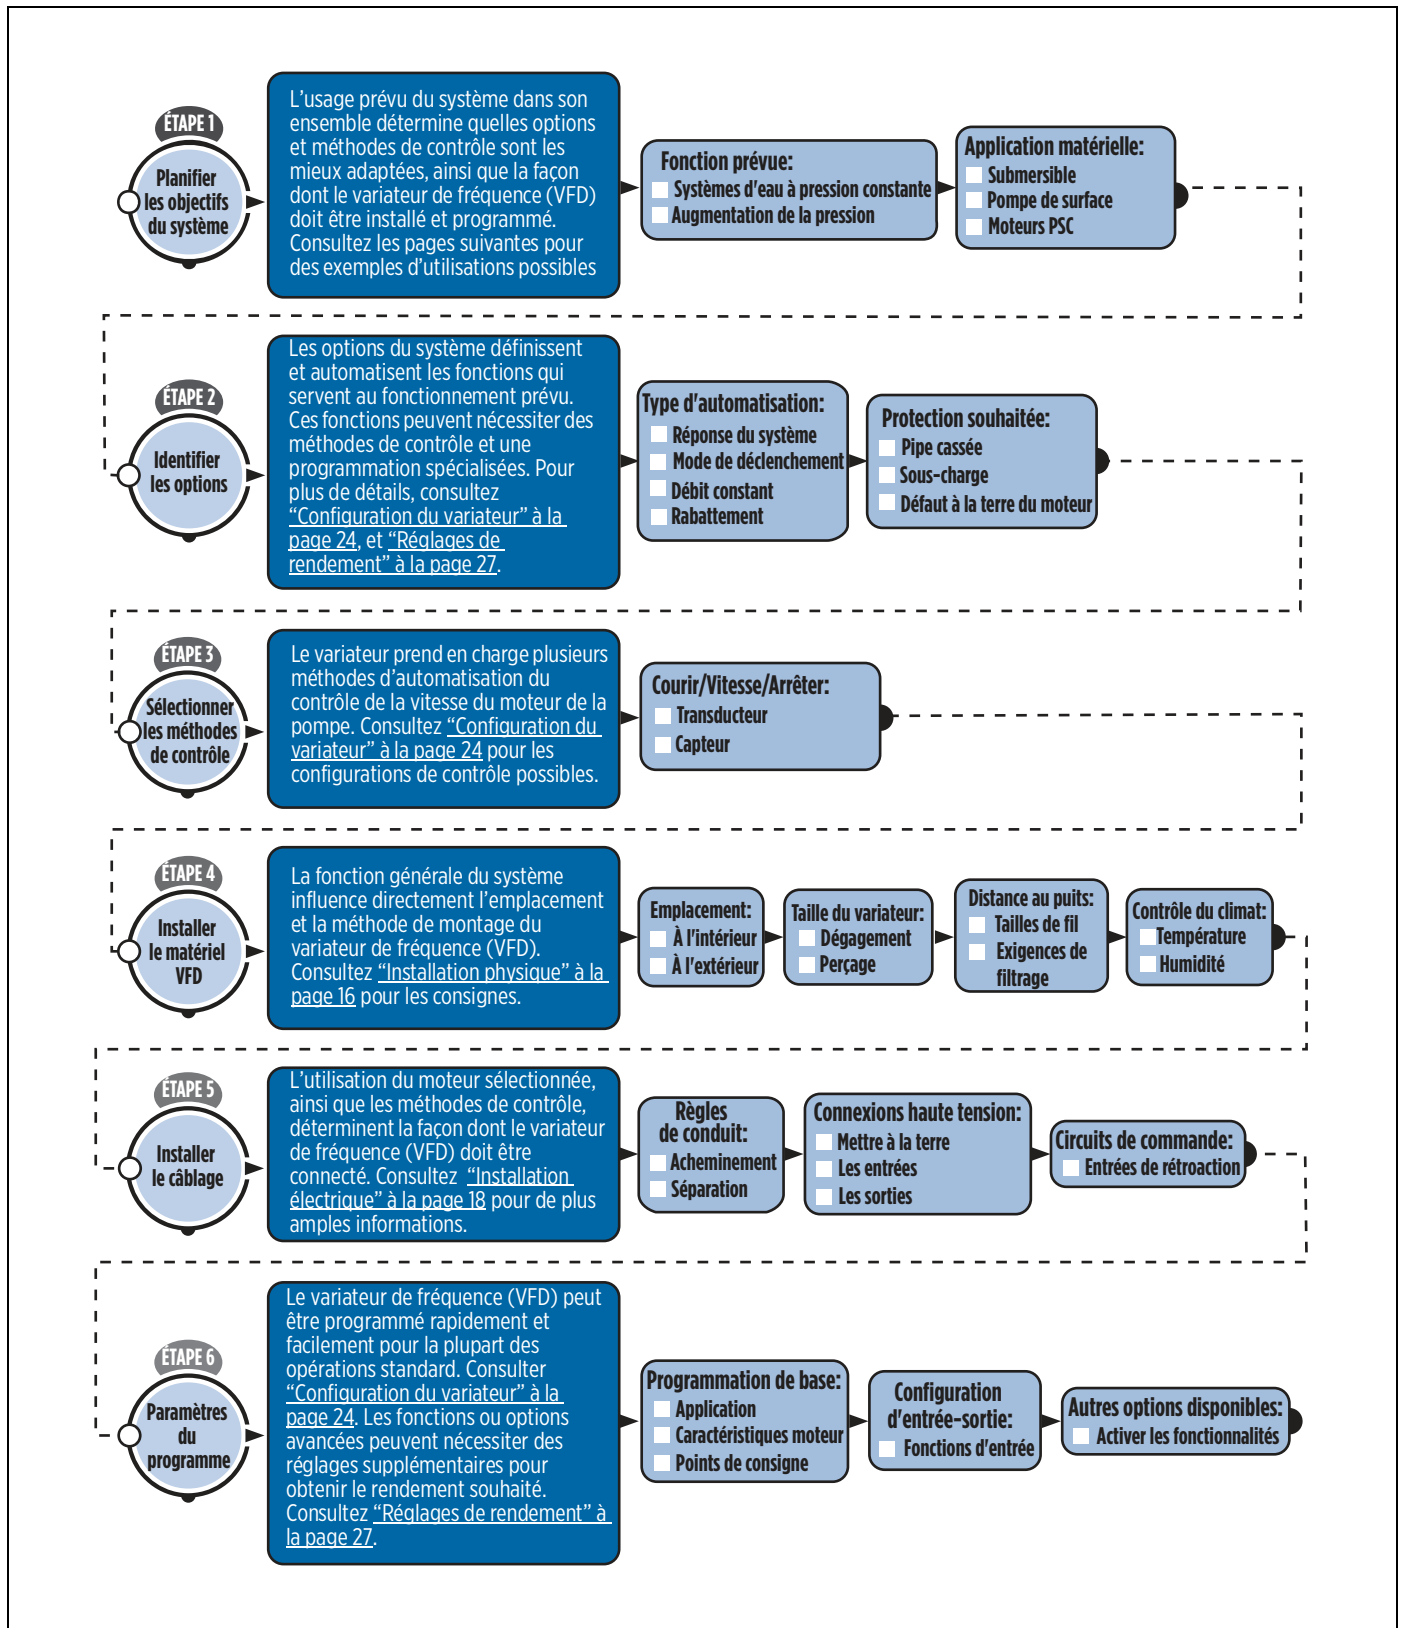 ÉTAPE 1
Planifier
les objectifs
du système
L'usage prévu du système dans son
ensemble détermine quelles options
et méthodes de contrôle sont les
mieux adaptées, ainsi que la façon
dont le variateur de fréquence (VFD)
doit être installé et programmé.
Consultez les pages suivantes pour
des exemples d'utilisations possibles
Fonction prévue:
Systèmes d'eau à pression constante
Augmentation de la pression
Application matérielle:
Submersible
Pompe de surface
Moteurs PSC
ÉTAPE 2
Identifier
les options
Les options du système définissent
et automatisent les fonctions qui
servent au fonctionnement prévu.
Ces fonctions peuvent nécessiter des
méthodes de contrôle et une
programmation spécialisées. Pour
plus de détails, consultez
“Configuration du variateur” à la
page 24, et “Réglages de
rendement” à la page 27.
Type d'automatisation:
Réponse du système
Mode de déclenchement
Débit constant
Rabattement
Protection souhaitée:
Pipe cassée
Sous-charge
Défaut à la terre du moteur
ÉTAPE 3
Sélectionner
les méthodes
de contrôle
Le variateur prend en charge plusieurs
méthodes d'automatisation du
contrôle de la vitesse du moteur de la
pompe. Consultez “Configuration du
variateur” à la page 24 pour les
configurations de contrôle possibles.
Courir/Vitesse/Arrêter:
Transducteur
Capteur
ÉTAPE 4
Installer
le matériel
VFD
La fonction générale du système
influence directement l'emplacement
et la méthode de montage du
variateur de fréquence (VFD).
Consultez “Installation physique” à la
page 16 pour les consignes.
Emplacement:
À l'intérieur
À l'extérieur
Taille du variateur:
Dégagement
Perçage
Distance au puits:
Tailles de fil
Exigences de
filtrage
Contrôle du climat:
Température
Humidité
ÉTAPE 5
Installer
le câblage
L'utilisation du moteur sélectionnée,
ainsi que les méthodes de contrôle,
déterminent la façon dont le variateur
de fréquence (VFD) doit être
connecté. Consultez “Installation
électrique” à la page 18 pour de plus
amples informations.
Règles
de conduit:
Acheminement
Séparation
Connexions haute tension:
Mettre à la terre
Les entrées
Les sorties
Circuits de commande:
Entrées de rétroaction
ÉTAPE 6
Paramètres
du
programme
Le variateur de fréquence (VFD) peut
être programmé rapidement et
facilement pour la plupart des
opérations standard. Consulter
“Configuration du variateur” à la
page 24. Les fonctions ou options
avancées peuvent nécessiter des
réglages supplémentaires pour
obtenir le rendement souhaité.
Consultez “Réglages de rendement” à
la page 27.
Programmation de base:
Application
Caractéristiques moteur
Points de consigne
Configuration
d'entrée-sortie:
Fonctions d'entrée
Autres options disponibles:
Activer les fonctionnalités